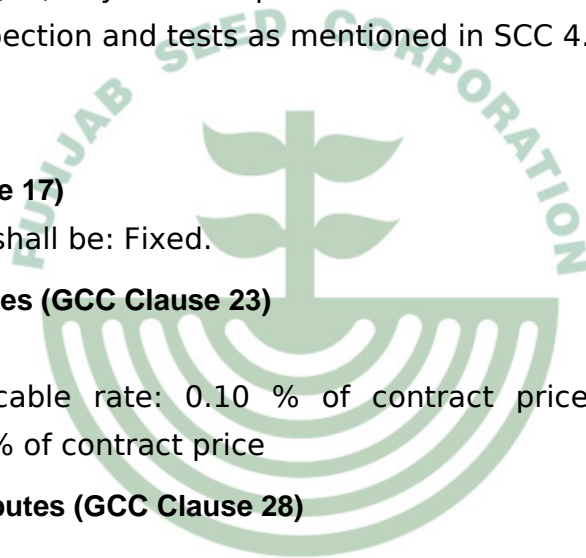 pection and tests as mentioned in SCC 4.
PUNJAB SEED CORPORATION
e 17)
shall be: Fixed.
es (GCC Clause 23)
cable rate: 0.10 % of contract price
% of contract price
outes (GCC Clause 28)